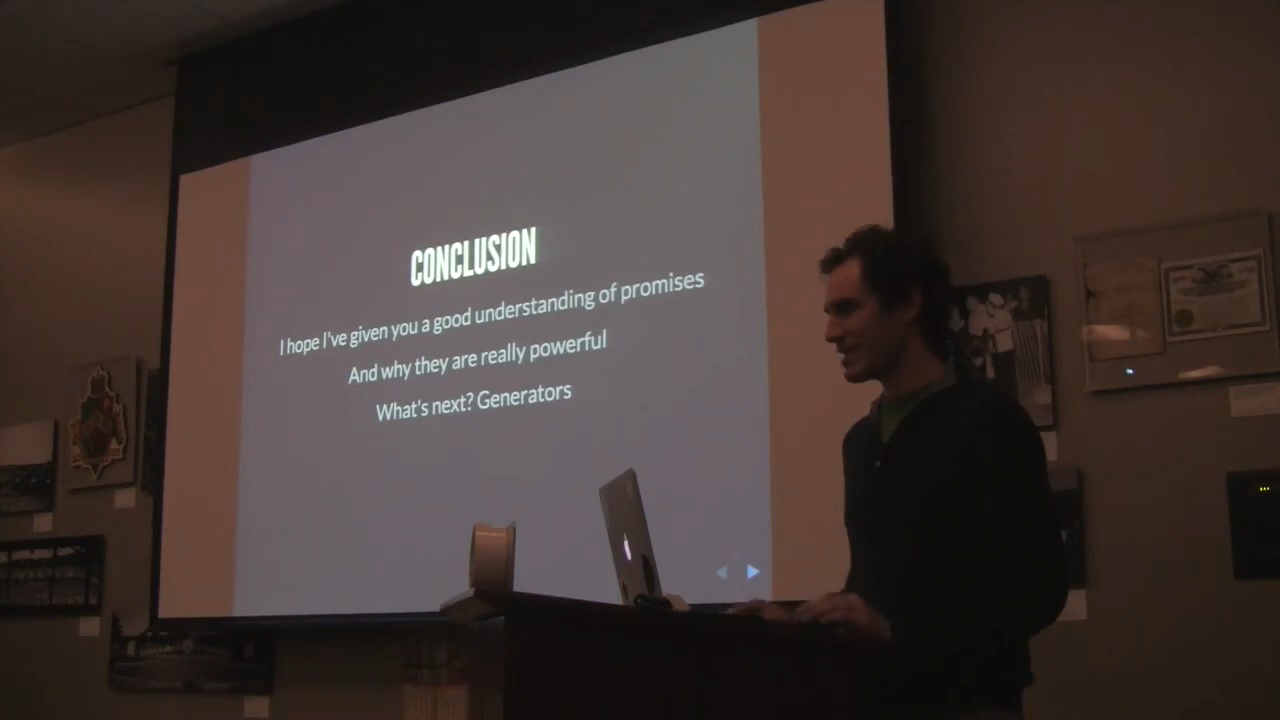 CONCLUSION
I hope I've given you a good understanding of promises
And why they are really powerful
What's next? Generators